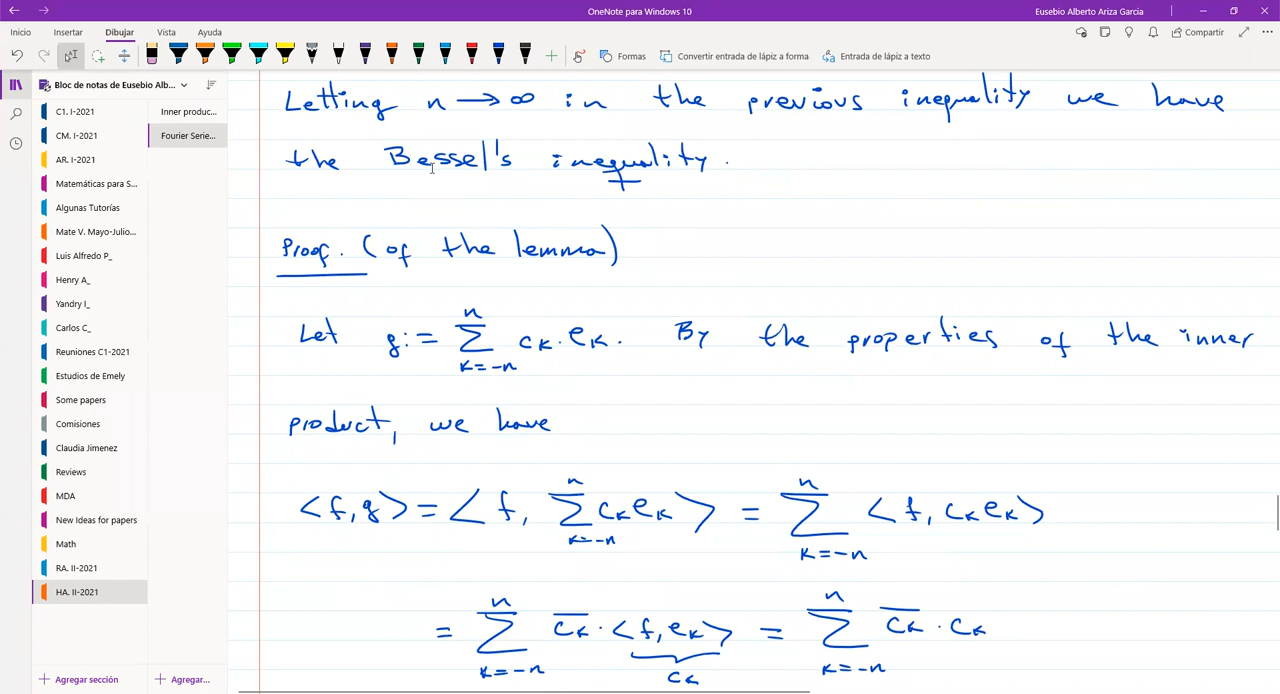 OneNote para Windows 10
Eusebio Alberto Ariza García
Inicio Insertar Dibujar Vista Ayuda
Compartir
Formas Convertir entrada de lápiz a forma Entrada de lápiz a texto
Bloc de notas de Eusebio Alb...
C1. I-2021
CM. I-2021
AR. I-2021
Matemáticas para S...
Algunas Tutorías
Mate V. Mayo-Julio...
Luis Alfredo P_
Henry A_
Yandry I_
Carlos C_
Reuniones C1-2021
Estudios de Emely
Some papers
Comisiones
Claudia Jimenez
Reviews
MDA
New Ideas for papers
Math
RA. II-2021
HA. II-2021
Agregar sección
Inner produc...
Fourier Serie...
Agregar...
Letting n → ∞ in the previous inequality we have
the Bessel's inequality.
Proof. (of the lemma)
Let g := ∑_{k=-n}^{n} c_k · e_k. By the properties of the inner
product, we have
<f,g> = <f, ∑_{k=-n}^{n} c_k e_k> = ∑_{k=-n}^{n} <f, c_k e_k>
= ∑_{k=-n}^{n} \overline{c_k} · \underbrace{<f, e_k>}_{c_k} = ∑_{k=-n}^{n} \overline{c_k} · c_k